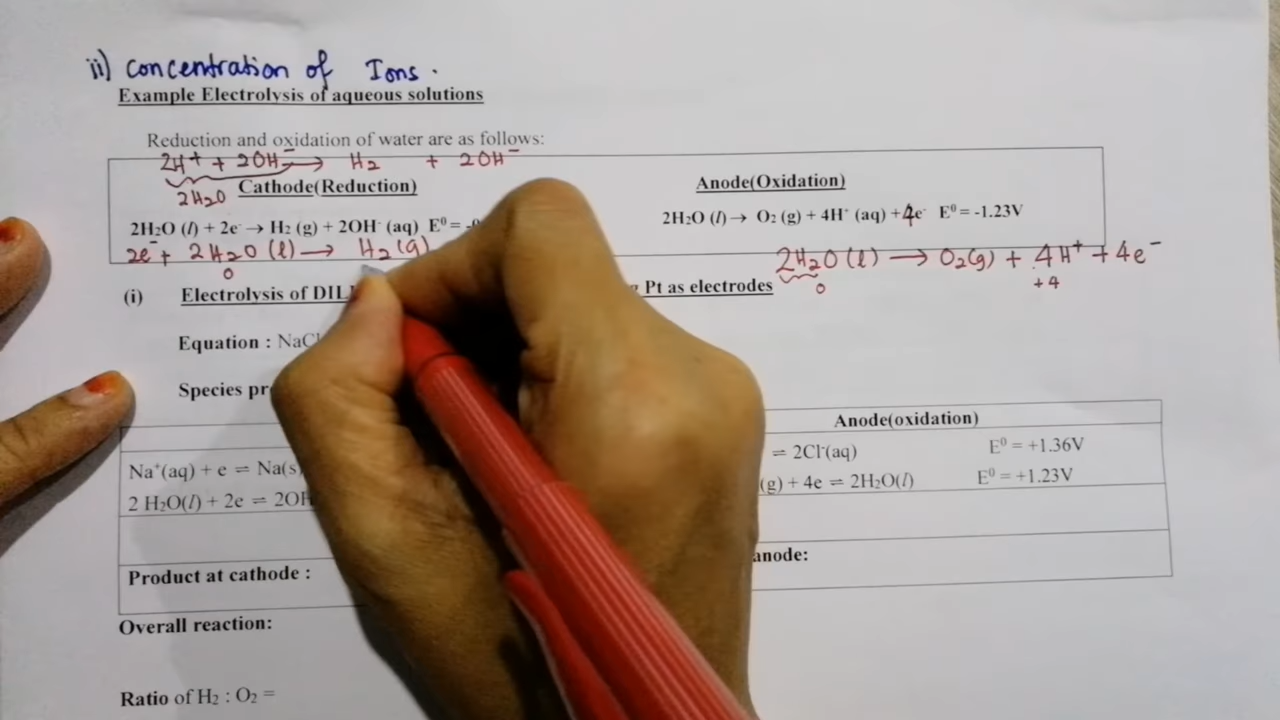 ii) Concentration of Ions.
Example Electrolysis of aqueous solutions
Reduction and oxidation of water are as follows:
2H⁺ + 2OH⁻ → H₂ + 2OH⁻
2H₂O
Cathode(Reduction)
2H₂O (l) + 2e⁻ → H₂ (g) + 2OH⁻ (aq) E⁰ =
2e⁻ + 2H₂O (l) → H₂(g)
0
Anode(Oxidation)
2H₂O (l) → O₂ (g) + 4H⁺ (aq) + 4e⁻ E⁰ = -1.23V
2H₂O (l) → O₂(g) + 4H⁺ + 4e⁻
0 +4
(i) Electrolysis of Pt as electrodes
Equation : NaCl
Species
Anode(oxidation)
Na⁺(aq) + e ⇌ Na(s) ⇌ 2Cl⁻(aq) E⁰ = +1.36V
2 H₂O(l) + 2e ⇌ (g) + 4e ⇌ 2H₂O(l) E⁰ = +1.23V
Product at cathode : anode:
Overall reaction:
Ratio of H₂ : O₂ =